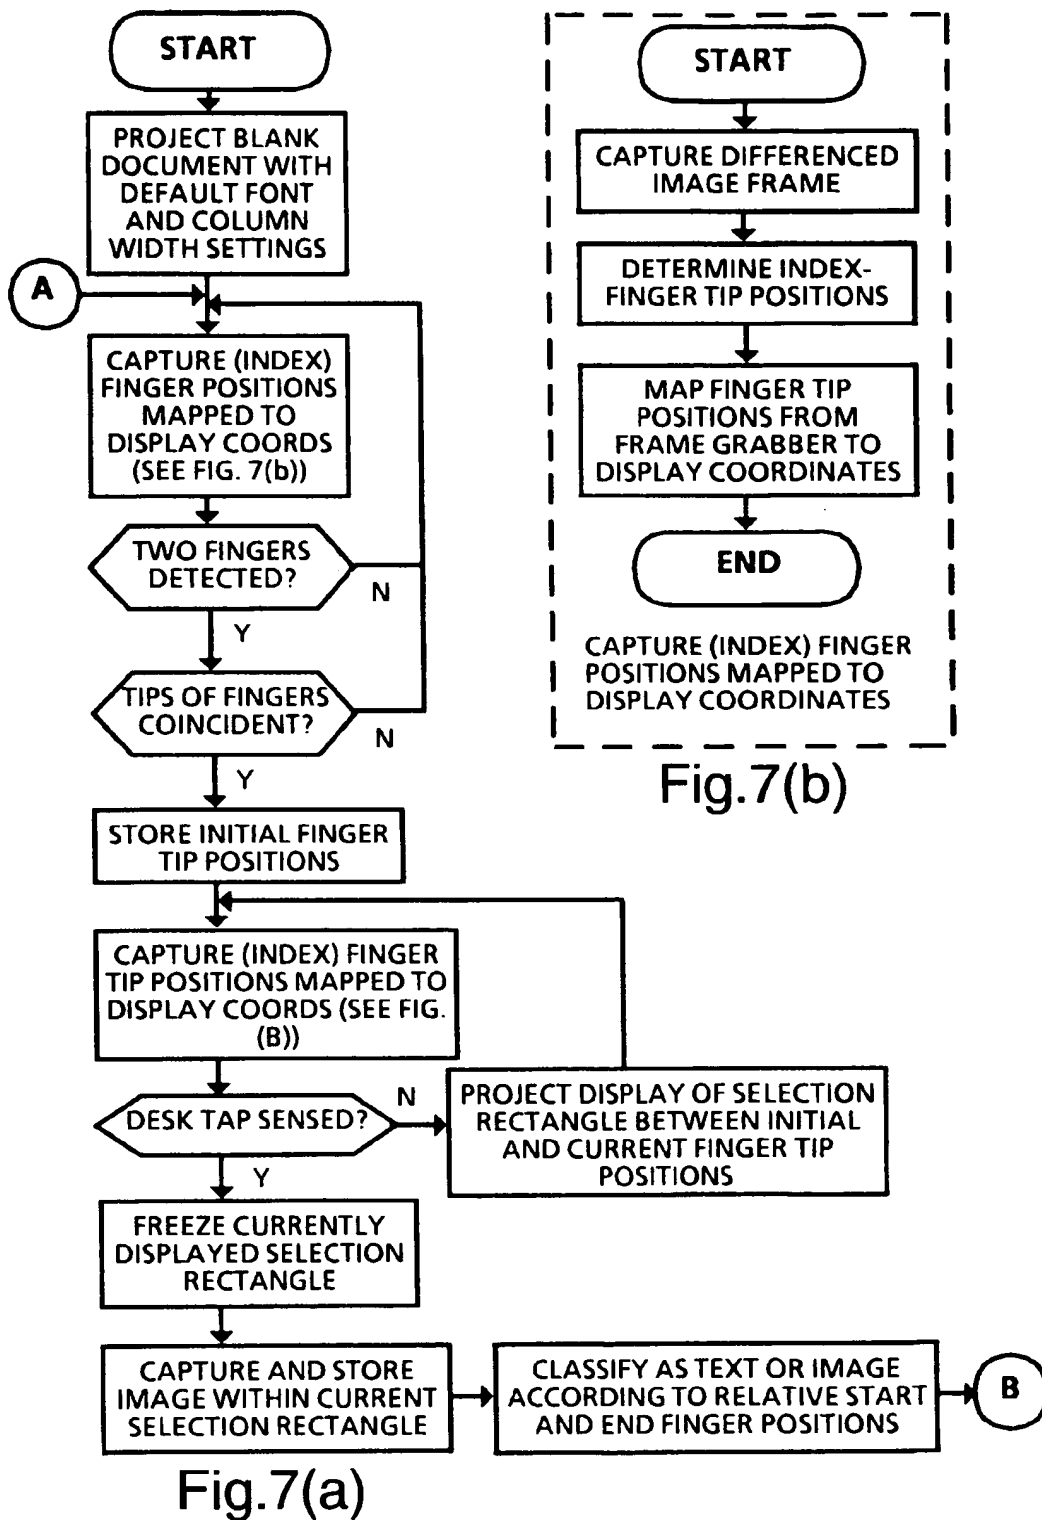 START
PROJECT BLANK
DOCUMENT WITH
DEFAULT FONT
AND COLUMN
WIDTH SETTINGS
A
CAPTURE (INDEX)
FINGER POSITIONS
MAPPED TO
DISPLAY COORDS
(SEE FIG. 7(b))
TWO FINGERS
DETECTED?
N
Y
TIPS OF FINGERS
COINCIDENT?
N
Y
STORE INITIAL FINGER
TIP POSITIONS
CAPTURE (INDEX) FINGER
TIP POSITIONS MAPPED TO
DISPLAY COORDS (SEE FIG.
(B))
DESK TAP SENSED?
N
PROJECT DISPLAY OF SELECTION
RECTANGLE BETWEEN INITIAL
AND CURRENT FINGER TIP
POSITIONS
Y
FREEZE CURRENTLY
DISPLAYED SELECTION
RECTANGLE
CAPTURE AND STORE
IMAGE WITHIN CURRENT
SELECTION RECTANGLE
CLASSIFY AS TEXT OR IMAGE
ACCORDING TO RELATIVE START
AND END FINGER POSITIONS
B
Fig.7(a)
START
CAPTURE DIFFERENCED
IMAGE FRAME
DETERMINE INDEX-
FINGER TIP POSITIONS
MAP FINGER TIP
POSITIONS FROM
FRAME GRABBER TO
DISPLAY COORDINATES
END
CAPTURE (INDEX) FINGER
POSITIONS MAPPED TO
DISPLAY COORDINATES
Fig.7(b)